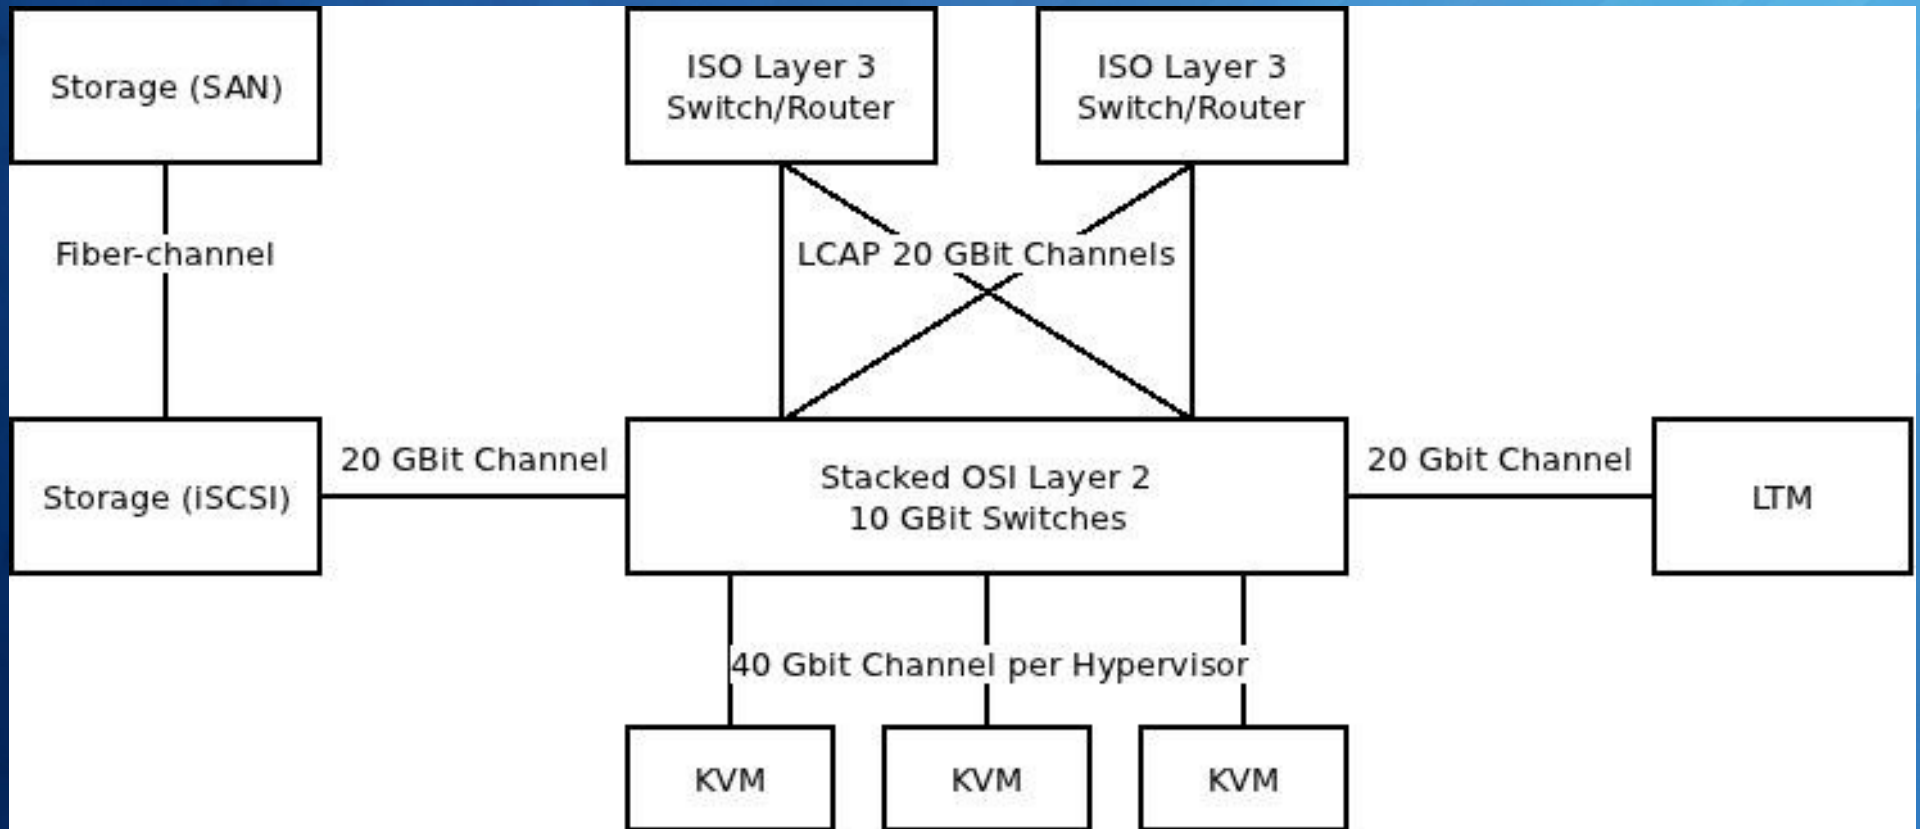 Storage (SAN)
ISO Layer 3
Switch/Router
ISO Layer 3
Switch/Router
Fiber-channel
LCAP 20 GBit Channels
Storage (iSCSI)
20 GBit Channel
Stacked OSI Layer 2
10 GBit Switches
20 Gbit Channel
LTM
40 Gbit Channel per Hypervisor
KVM
KVM
KVM